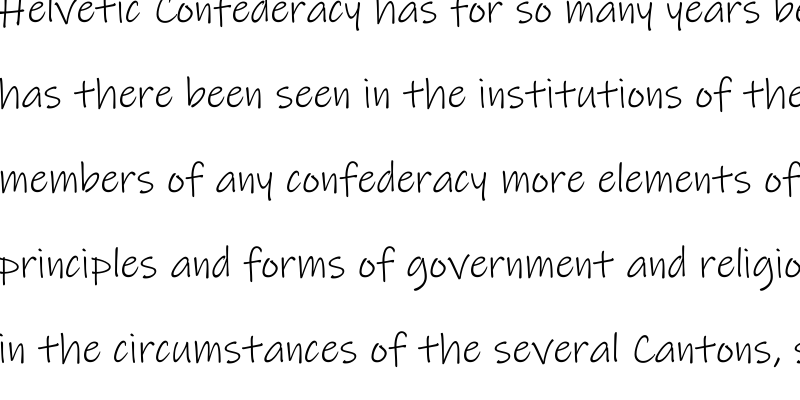 Helvetic Confederacy has for so many years be
has there been seen in the institutions of the
members of any confederacy more elements of
principles and forms of government and religio
in the circumstances of the several Cantons, s